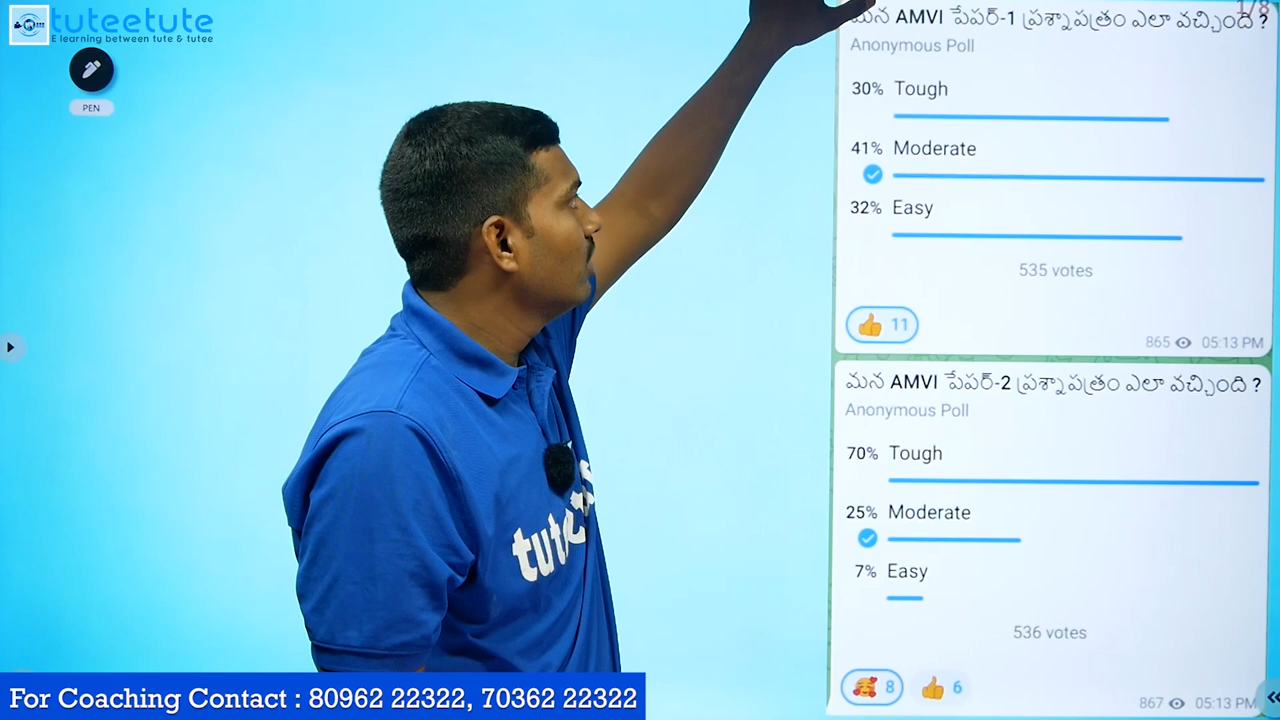 tuteetute
E learning between tute & tutee
PEN
1/8
మన AMVI పేపర్-1 ప్రశ్నాపత్రం ఎలా వచ్చింది ?
Anonymous Poll
30% Tough
41% Moderate
32% Easy
535 votes
11
865 05:13 PM
మన AMVI పేపర్-2 ప్రశ్నాపత్రం ఎలా వచ్చింది ?
Anonymous Poll
70% Tough
25% Moderate
7% Easy
536 votes
8 6
867 05:13 PM
For Coaching Contact : 80962 22322, 70362 22322